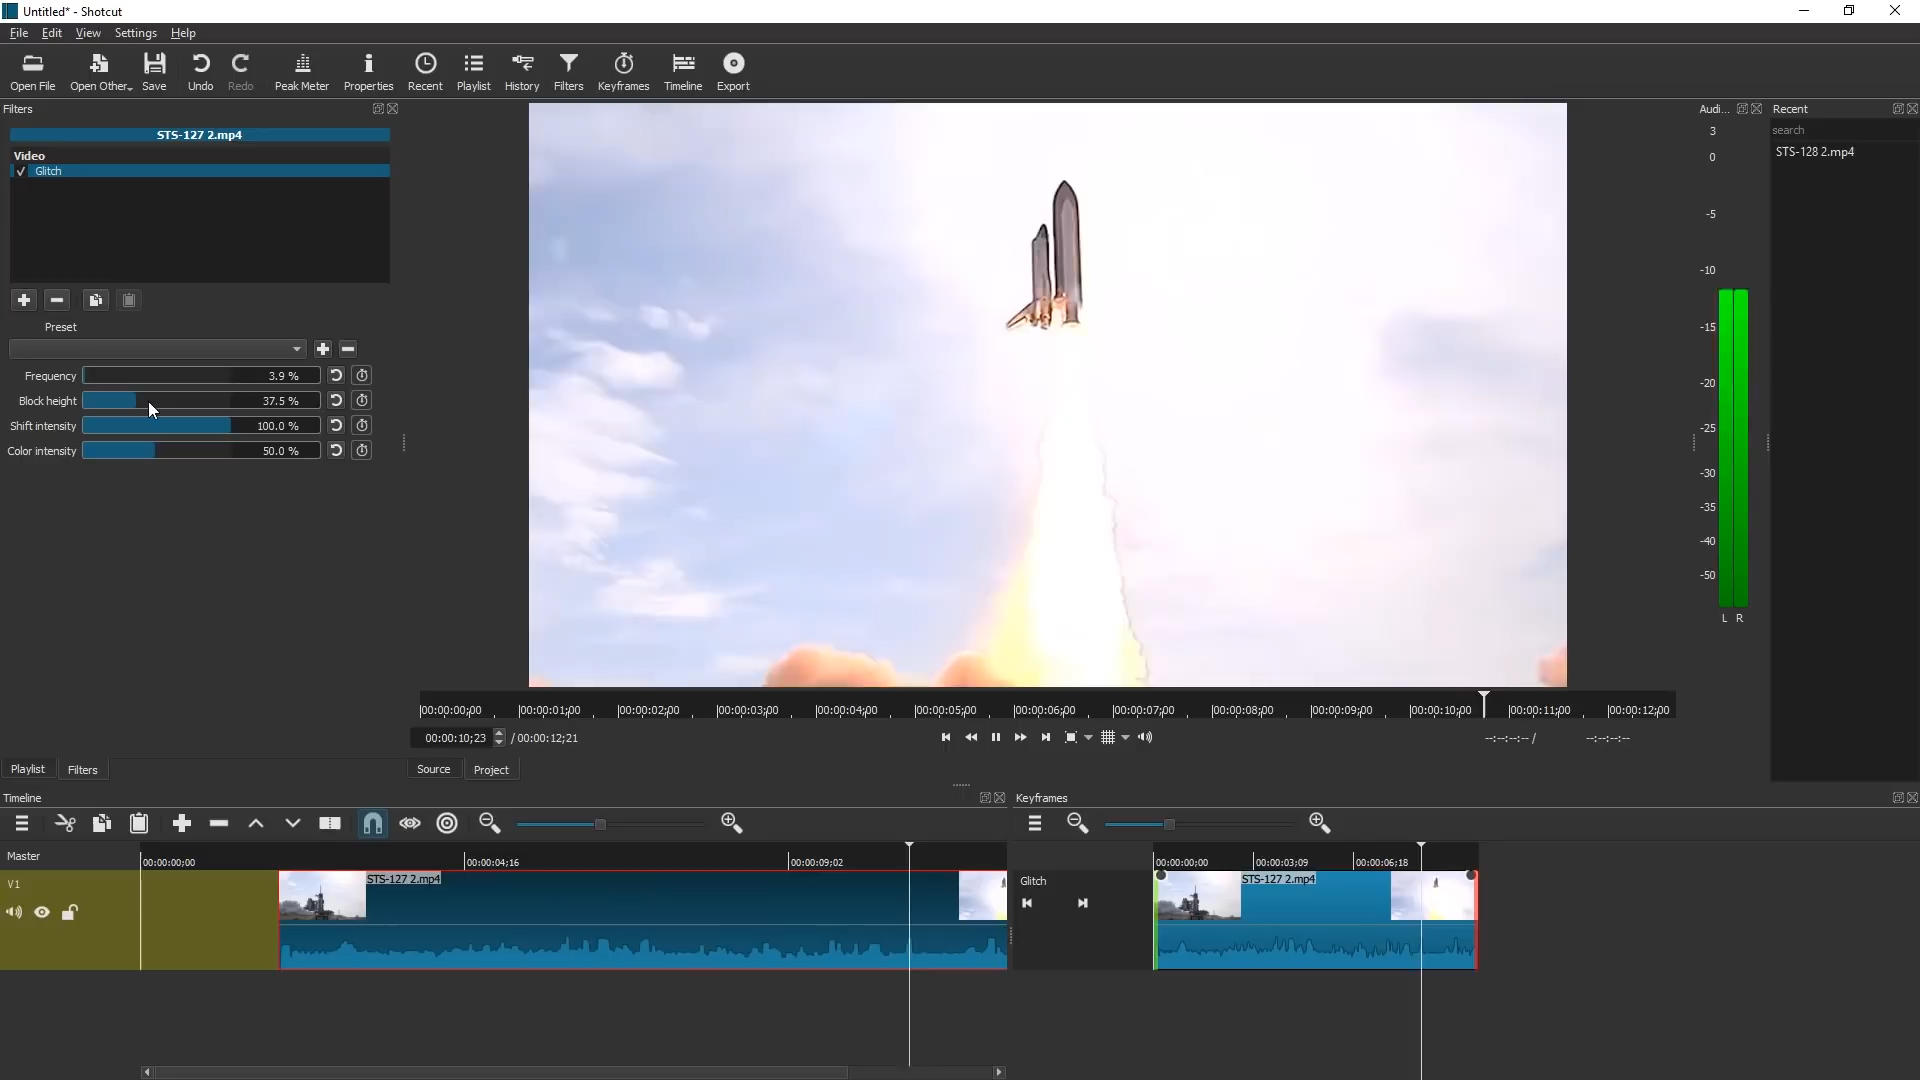 Untitled* - Shotcut
File Edit View Settings Help
Open File Open Other.. Save Undo Redo Peak Meter Properties Recent Playlist History Filters Keyframes Timeline Export
Filters
STS-127 2.mp4
Video
Glitch
Preset
Frequency 3.9 %
Block height 37.5 %
Shift intensity 100.0 %
Color intensity 50.0 %
Audi...
3
0
-5
-10
-15
-20
-25
-30
-35
-40
-50
L R
Recent
search
STS-128 2.mp4
00:00:00;00 00:00:01;00 00:00:02;00 00:00:03;00 00:00:04;00 00:00:05;00 00:00:06;00 00:00:07;00 00:00:08;00 00:00:09;00 00:00:10;00 00:00:11;00 00:00:12;00
00:00:10;23 / 00:00:12;21 --:--:--:-- / --:--:--:--
Playlist Filters
Source Project
Timeline
Master
00:00:00;00 00:00:04;16 00:00:09;02
V1
STS-127 2.mp4
Keyframes
00:00:00;00 00:00:03;09 00:00:06;18
Glitch
STS-127 2.mp4